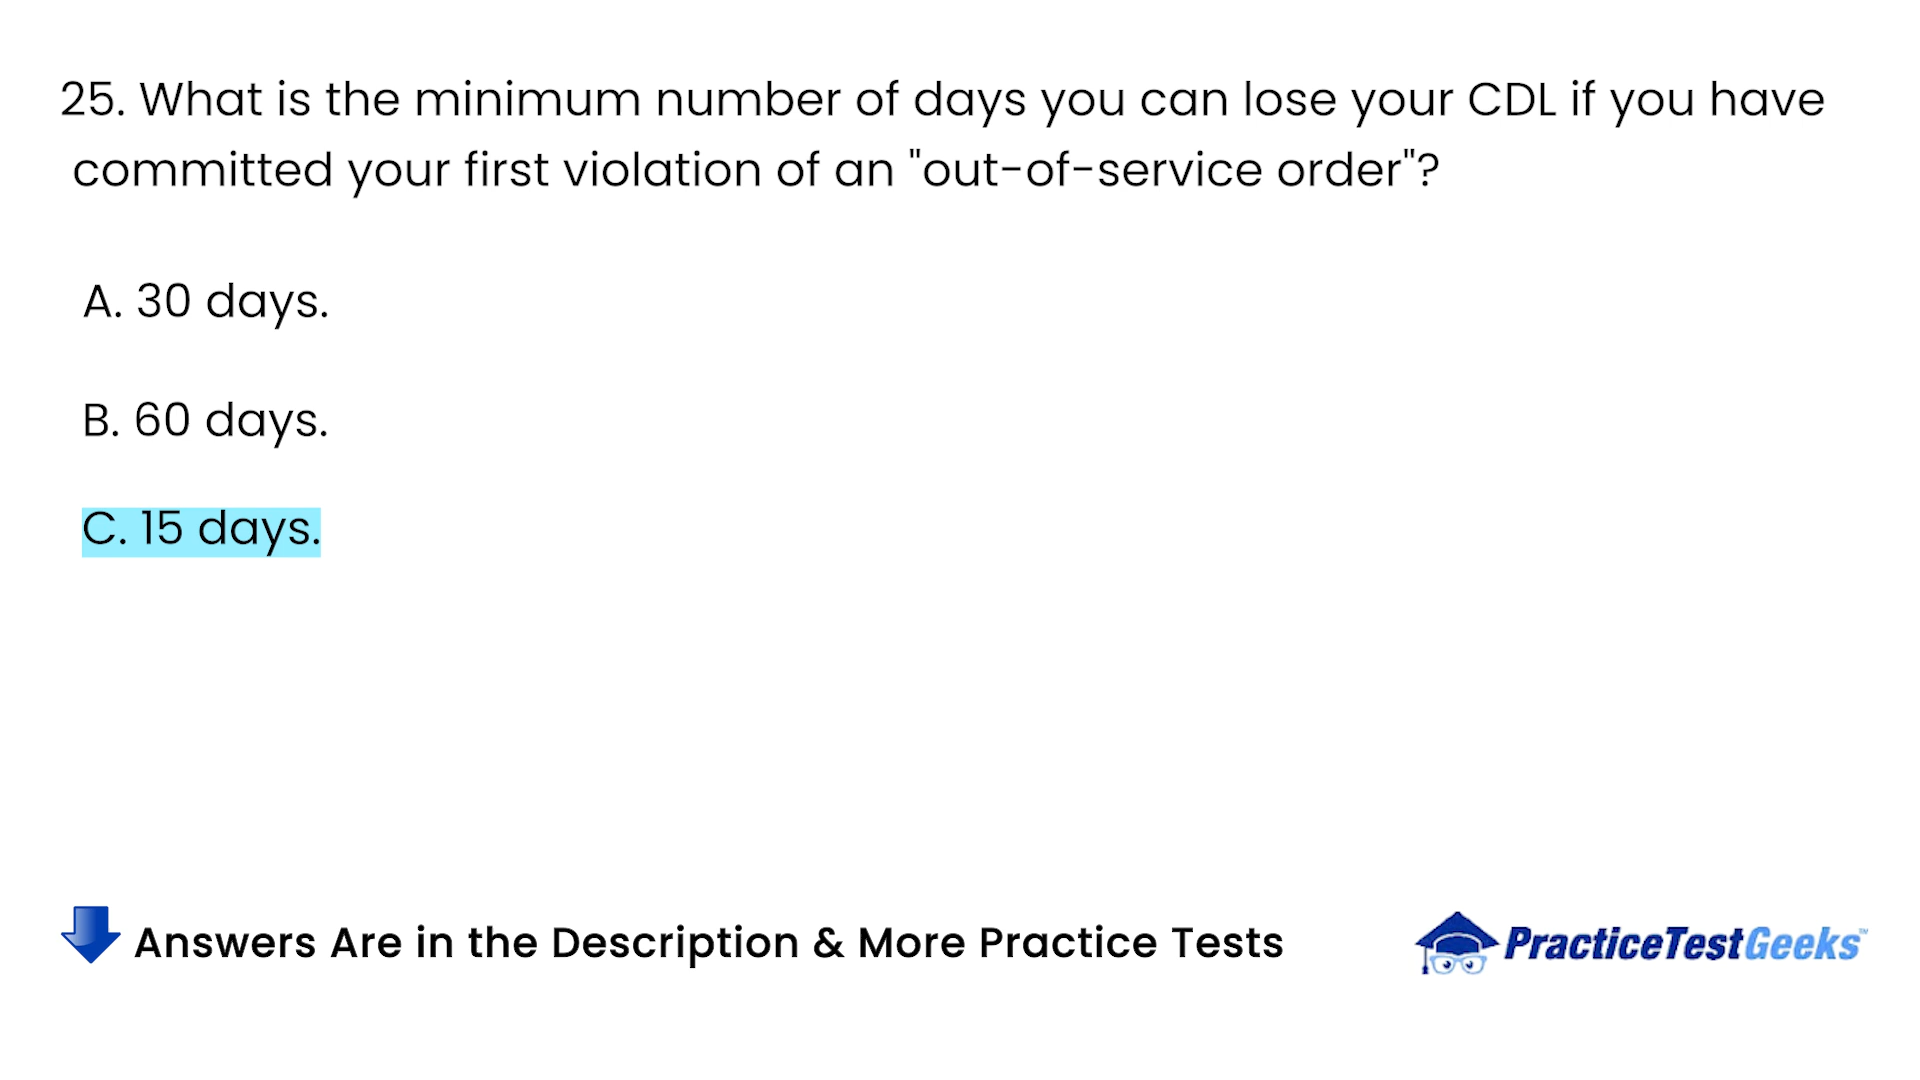 25. What is the minimum number of days you can lose your CDL if you have
committed your first violation of an "out-of-service order"?
A. 30 days.
B. 60 days.
C. 15 days.
Answers Are in the Description & More Practice Tests
PracticeTestGeeks™